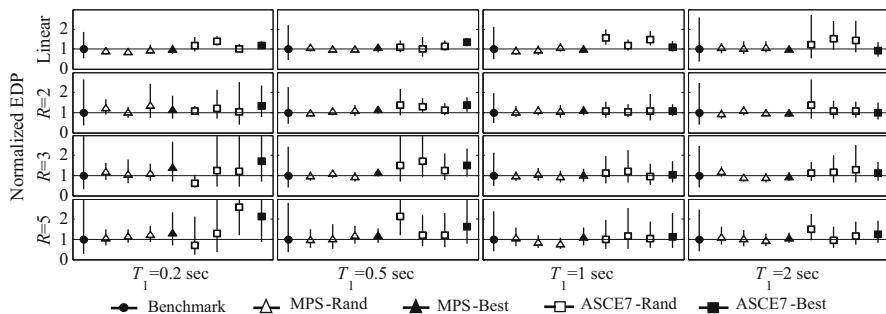 Normalized EDP
Linear
2
1
0
R=2
2
1
0
R=3
2
1
0
R=5
2
1
0
T1=0.2 sec
T1=0.5 sec
T1=1 sec
T1=2 sec
Benchmark
MPS-Rand
MPS-Best
ASCE7-Rand
ASCE7-Best